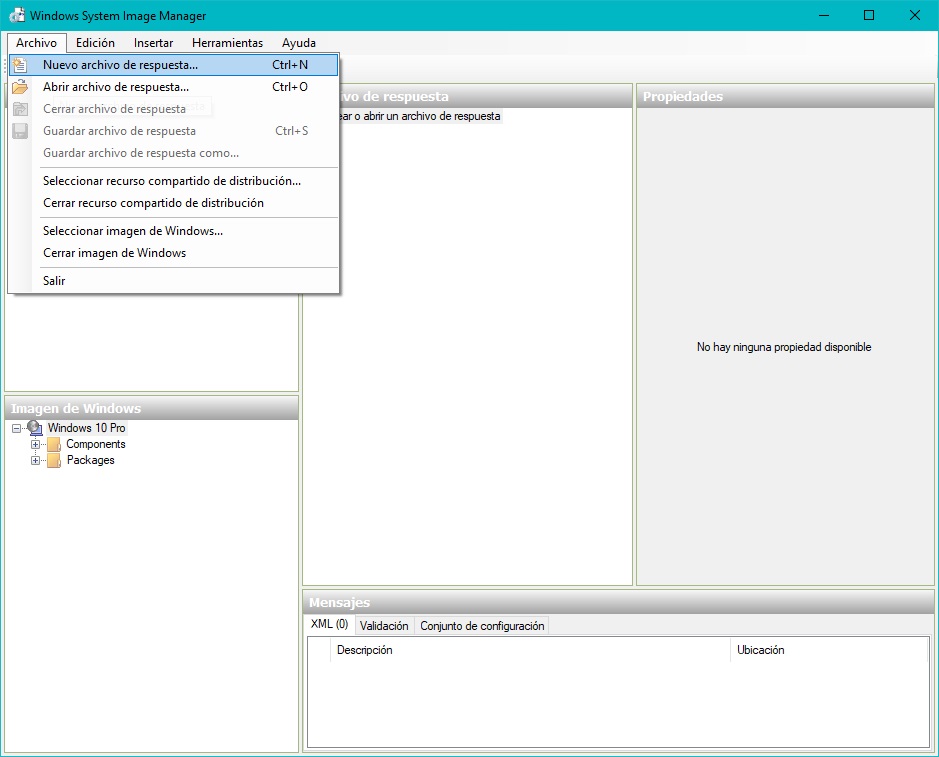 Windows System Image Manager
Archivo Edición Insertar Herramientas Ayuda
Nuevo archivo de respuesta... Ctrl+N
Abrir archivo de respuesta... Ctrl+O
Cerrar archivo de respuesta
Guardar archivo de respuesta Ctrl+S
Guardar archivo de respuesta como...
Seleccionar recurso compartido de distribución...
Cerrar recurso compartido de distribución
Seleccionar imagen de Windows...
Cerrar imagen de Windows
Salir
de respuesta
o abrir un archivo de respuesta
Propiedades
No hay ninguna propiedad disponible
Imagen de Windows
Windows 10 Pro
Components
Packages
Mensajes
XML (0) Validación Conjunto de configuración
Descripción Ubicación